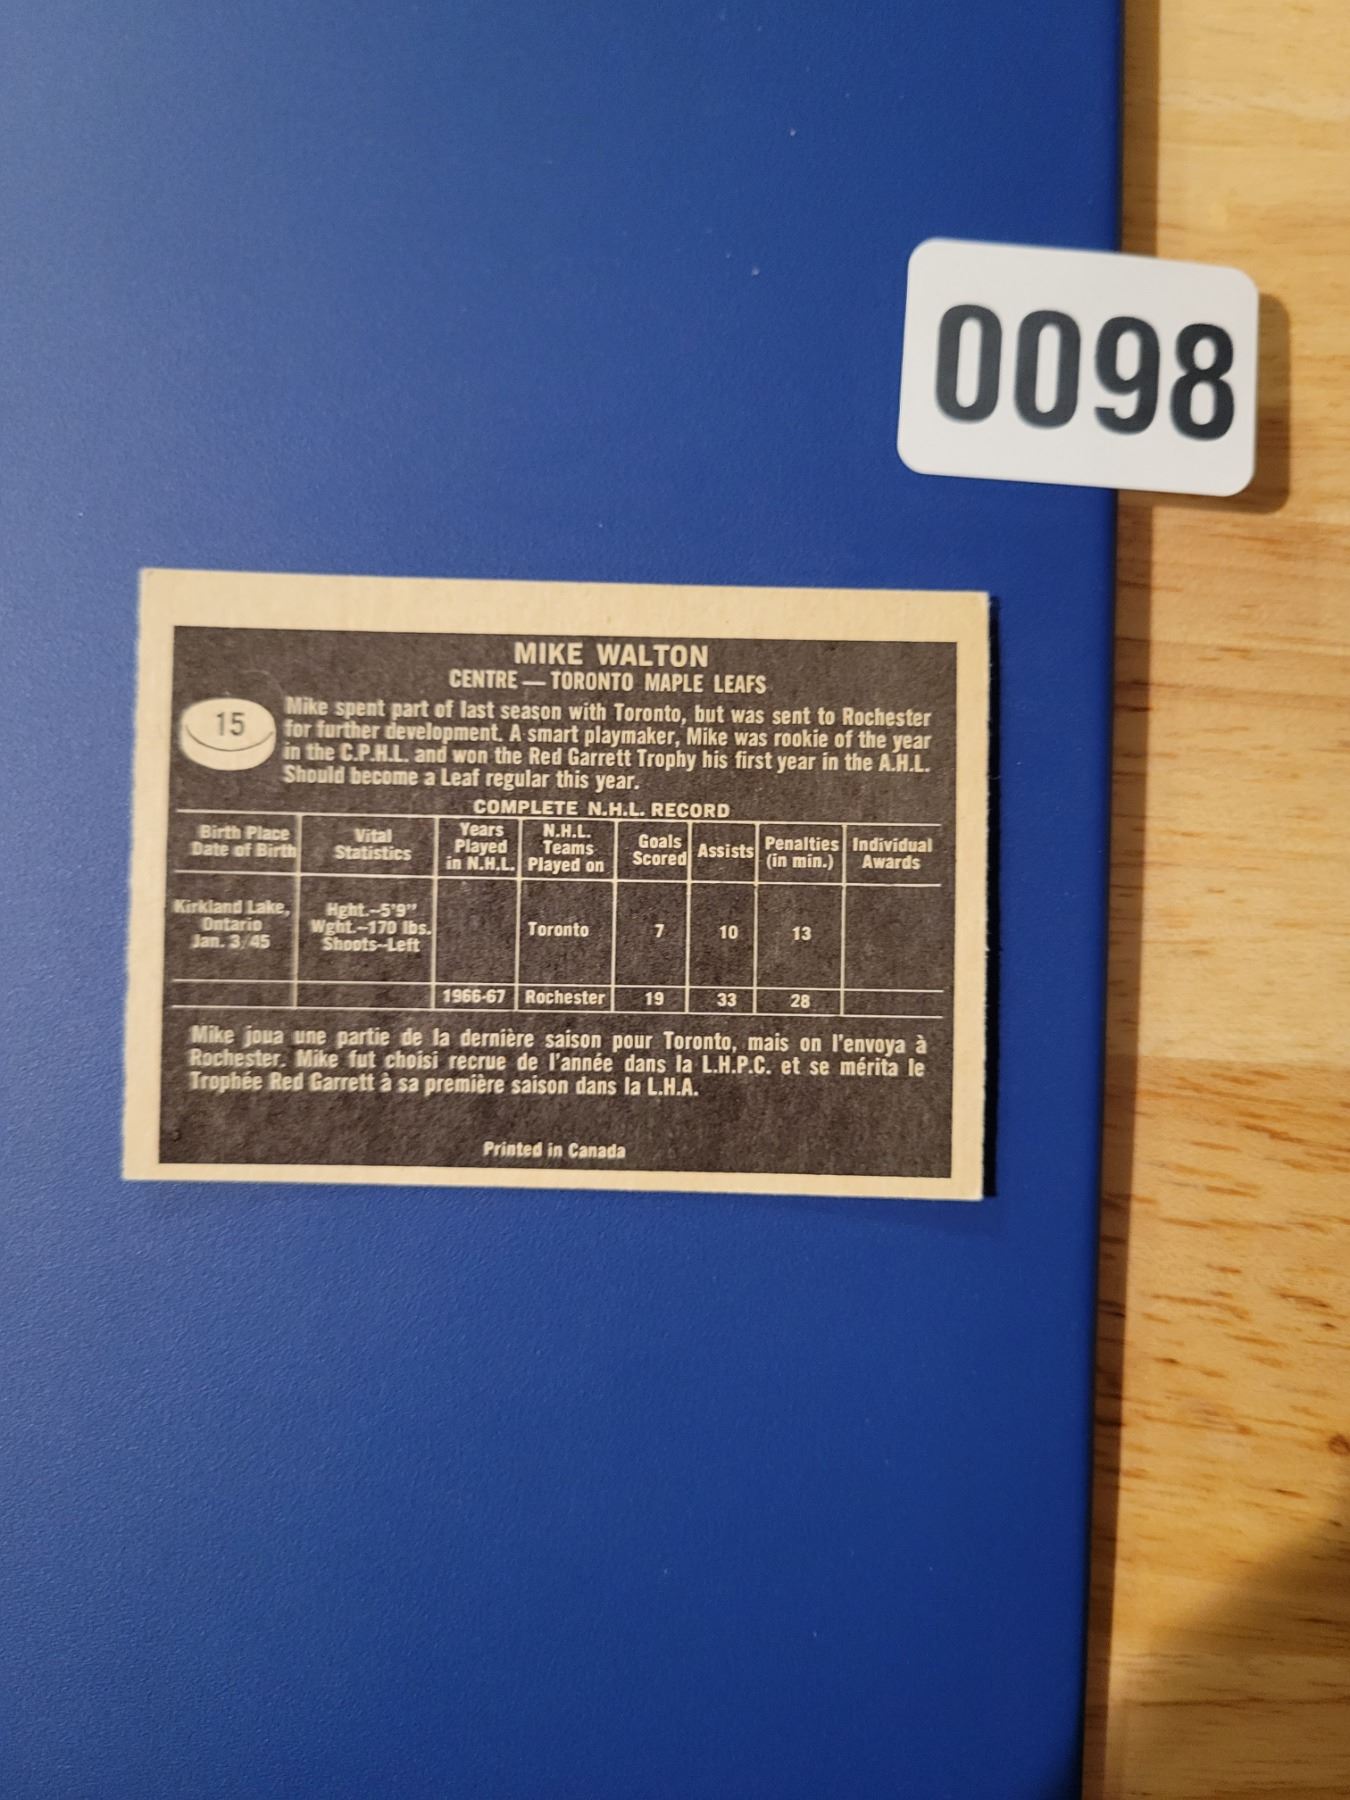 0098
MIKE WALTON
CENTRE — TORONTO MAPLE LEAFS
15
Mike spent part of last season with Toronto, but was sent to Rochester
for further development. A smart playmaker, Mike was rookie of the year
in the C.P.H.L. and won the Red Garrett Trophy his first year in the A.H.L.
Should become a Leaf regular this year.
COMPLETE N.H.L. RECORD
Birth Place
Date of Birth
Vital
Statistics
Years
Played
in N.H.L.
N.H.L.
Teams
Played on
Goals
Scored
Assists
Penalties
(in min.)
Individual
Awards
Kirkland Lake,
Ontario
Jan. 3/45
Hght.--5'9"
Wght.--170 lbs.
Shoots--Left
Toronto
7
10
13
1966-67
Rochester
19
33
28
Mike joua une partie de la dernière saison pour Toronto, mais on l'envoya à
Rochester. Mike fut choisi recrue de l'année dans la L.H.P.C. et se mérita le
Trophée Red Garrett à sa première saison dans la L.H.A.
Printed in Canada